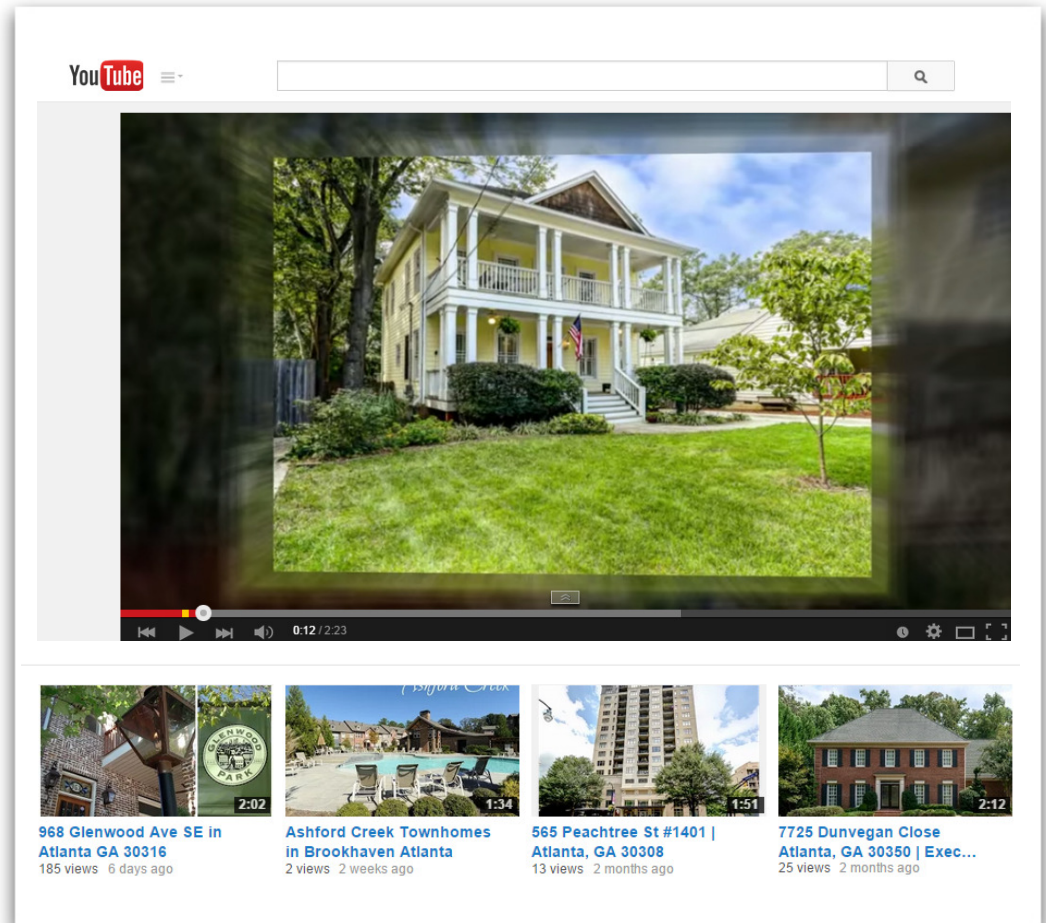 YouTube
0:12 / 2:23
Ashford Creek
GLENWOOD
PARK
2:02
1:34
1:51
2:12
968 Glenwood Ave SE in
Atlanta GA 30316
185 views 6 days ago
Ashford Creek Townhomes
in Brookhaven Atlanta
2 views 2 weeks ago
565 Peachtree St #1401 |
Atlanta, GA 30308
13 views 2 months ago
7725 Dunvegan Close
Atlanta, GA 30350 | Exec...
25 views 2 months ago